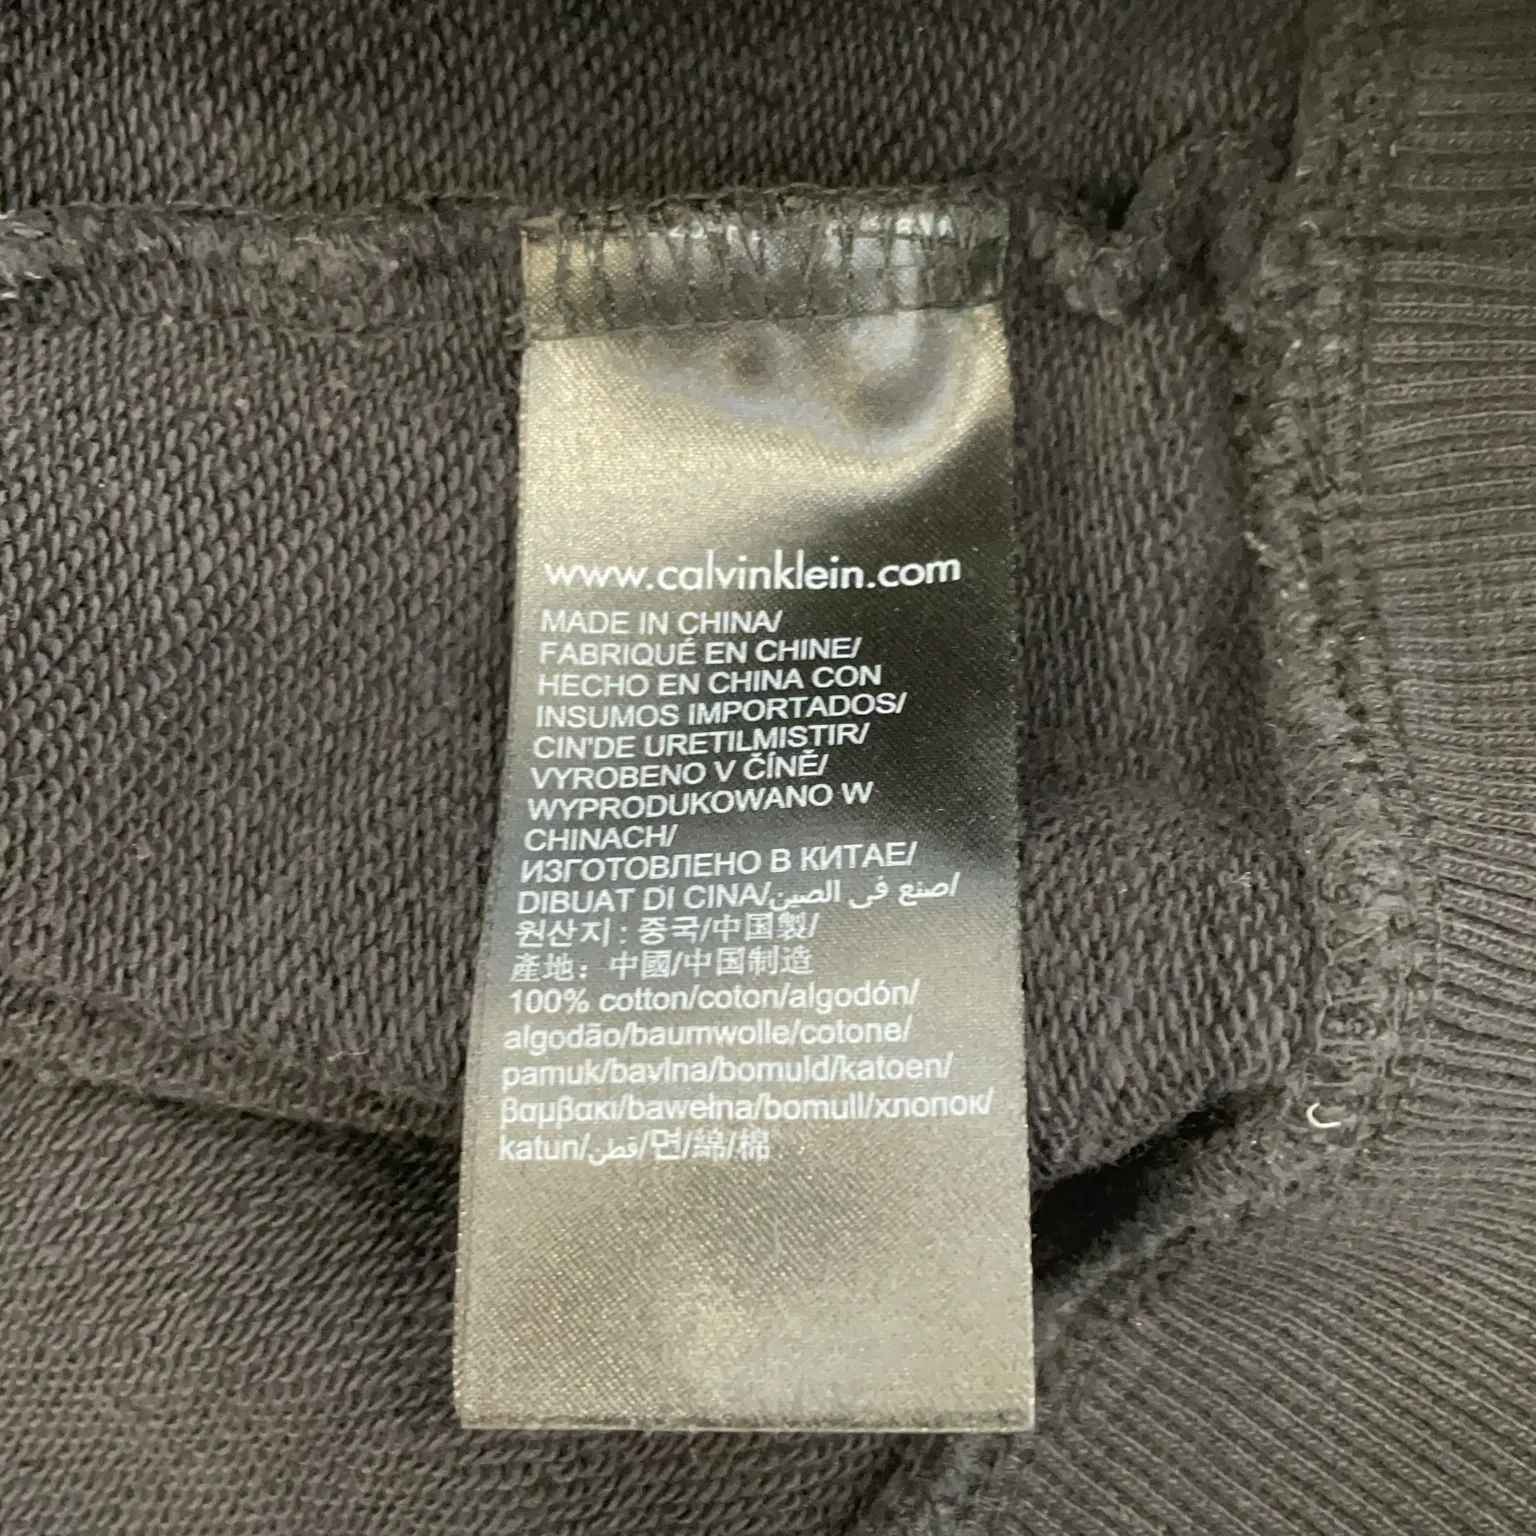 www.calvinklein.com
MADE IN CHINA/
FABRIQUÉ EN CHINE/
HECHO EN CHINA CON
INSUMOS IMPORTADOS/
CIN'DE URETILMISTIR/
VYROBENO V ČÍNĚ/
WYPRODUKOWANO W
CHINACH/
ИЗГОТОВЛЕНО В КИТАЕ/
DIBUAT DI CINA/صنع في الصين/
원산지 : 중국/中国製/
產地： 中國/中国制造
100% cotton/coton/algodón/
algodão/baumwolle/cotone/
pamuk/bavlna/bomuld/katoen/
βαμβακι/bawełna/bomull/хлопок/
katun/قطن/면/綿/棉